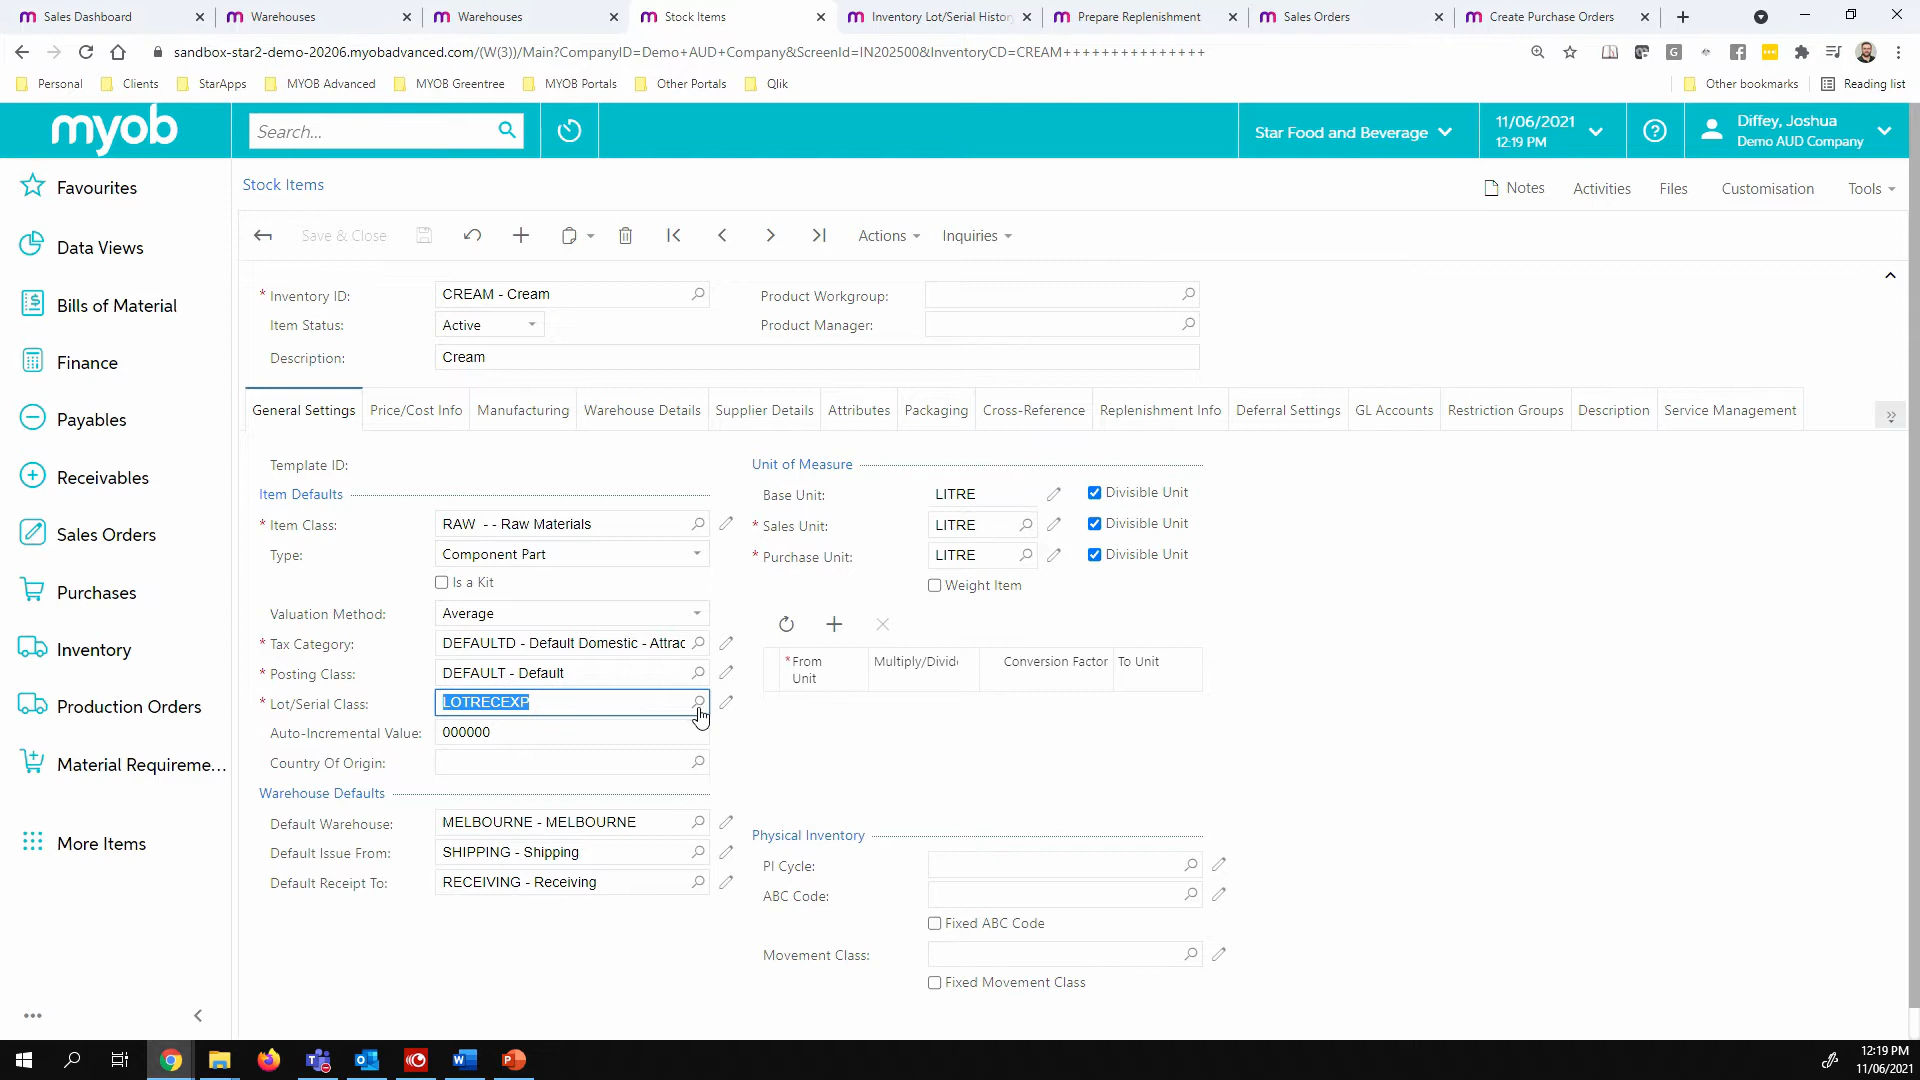 Sales Dashboard
Warehouses
Warehouses
Stock Items
Inventory Lot/Serial Histor
Prepare Replenishment
Sales Orders
Create Purchase Orders
sandbox-star2-demo-20206.myobadvanced.com/(W(3))/Main?CompanyID=Demo+AUD+Company&ScreenId=IN202500&InventoryCD=CREAM+++++++++++++++
Personal
Clients
StarApps
MYOB Advanced
MYOB Greentree
MYOB Portals
Other Portals
Qlik
Other bookmarks
Reading list
myob
Search...
Star Food and Beverage
11/06/2021
12:19 PM
Diffey, Joshua
Demo AUD Company
Favourites
Data Views
Bills of Material
Finance
Payables
Receivables
Sales Orders
Purchases
Inventory
Production Orders
Material Requireme...
More Items
Stock Items
Notes
Activities
Files
Customisation
Tools
Save & Close
Actions
Inquiries
* Inventory ID: CREAM - Cream
Item Status: Active
Description: Cream
Product Workgroup:
Product Manager:
General Settings
Price/Cost Info
Manufacturing
Warehouse Details
Supplier Details
Attributes
Packaging
Cross-Reference
Replenishment Info
Deferral Settings
GL Accounts
Restriction Groups
Description
Service Management
Template ID:
Item Defaults
* Item Class: RAW - - Raw Materials
Type: Component Part
Is a Kit
Valuation Method: Average
* Tax Category: DEFAULTD - Default Domestic - Attrac
* Posting Class: DEFAULT - Default
* Lot/Serial Class: LOTRECEXP
Auto-Incremental Value: 000000
Country Of Origin:
Warehouse Defaults
Default Warehouse: MELBOURNE - MELBOURNE
Default Issue From: SHIPPING - Shipping
Default Receipt To: RECEIVING - Receiving
Unit of Measure
Base Unit: LITRE Divisible Unit
* Sales Unit: LITRE Divisible Unit
* Purchase Unit: LITRE Divisible Unit
Weight Item
* From Unit
Multiply/Divide
Conversion Factor
To Unit
Physical Inventory
PI Cycle:
ABC Code:
Fixed ABC Code
Movement Class:
Fixed Movement Class
12:19 PM
11/06/2021